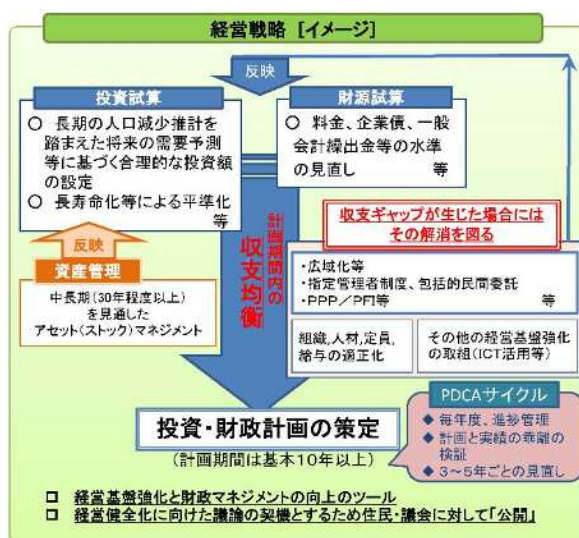 経営戦略 [イメージ]
反映
投資試算
○ 長期の人口減少推計を
踏まえた将来の需要予測
等に基づく合理的な投資額
の設定
○ 長寿命化等による平準化
等
財源試算
○ 料金、企業債、一般
会計繰出金等の水準
の見直し 等
反映
資産管理
中長期(30年程度以上)
を見通した
アセット(ストック)マネジメント
計画期間内の
収支均衡
収支ギャップが生じた場合には
その解消を図る
・広域化等
・指定管理者制度、包括的民間委託
・PPP/PFI等 等
組織,人材,定員,
給与の適正化
その他の経営基盤強化
の取組(ICT活用等)
投資・財政計画の策定
(計画期間は基本10年以上)
PDCAサイクル
◆ 毎年度、進捗管理
◆ 計画と実績の乖離の
検証
◆ 3~5年ごとの見直し
□ 経営基盤強化と財政マネジメントの向上のツール
□ 経営健全化に向けた議論の契機とするため住民・議会に対して「公開」